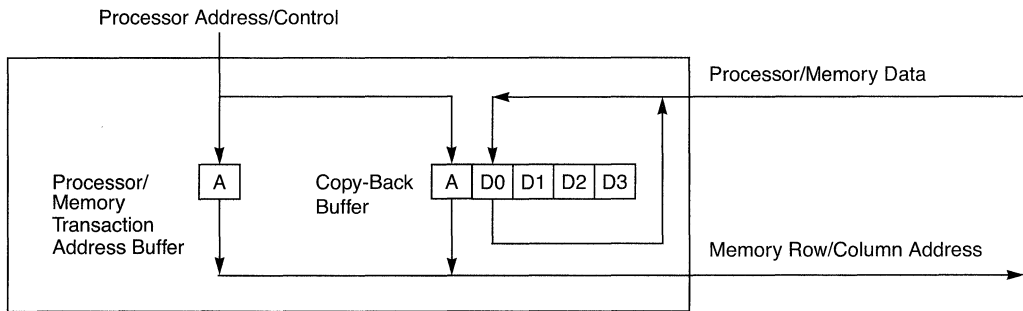 Processor Address/Control
Processor/Memory Data
Processor/
Memory
Transaction
Address Buffer
A
Copy-Back
Buffer
A D0 D1 D2 D3
Memory Row/Column Address